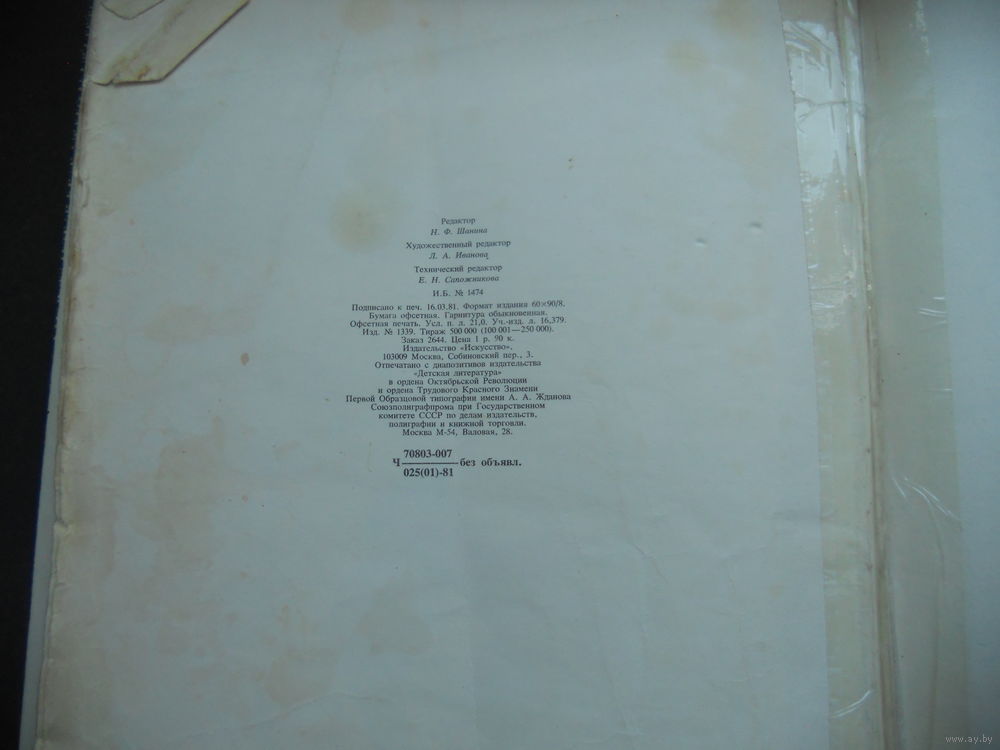 Редактор
Н. Ф. Шанина
Художественный редактор
Л. А. Иванова
Технический редактор
Е. Н. Сапожникова
И.Б. № 1474
Подписано к печ. 16.03.81. Формат издания 60×90/8.
Бумага офсетная. Гарнитура обыкновенная.
Офсетная печать. Усл. п. л. 21,0. Уч.-изд. л. 16,379.
Изд. № 1339. Тираж 500 000 (100 001—250 000).
Заказ 2644. Цена 1 р. 90 к.
Издательство «Искусство».
103009 Москва, Собиновский пер., 3.
Отпечатано с диапозитивов издательства
«Детская литература»
в ордена Октябрьской Революции
и ордена Трудового Красного Знамени
Первой Образцовой типографии имени А. А. Жданова
Союзполиграфпрома при Государственном
комитете СССР по делам издательств,
полиграфии и книжной торговли.
Москва М-54, Валовая, 28.
70803-007
Ч без объявл.
025(01)-81
www.ay.by